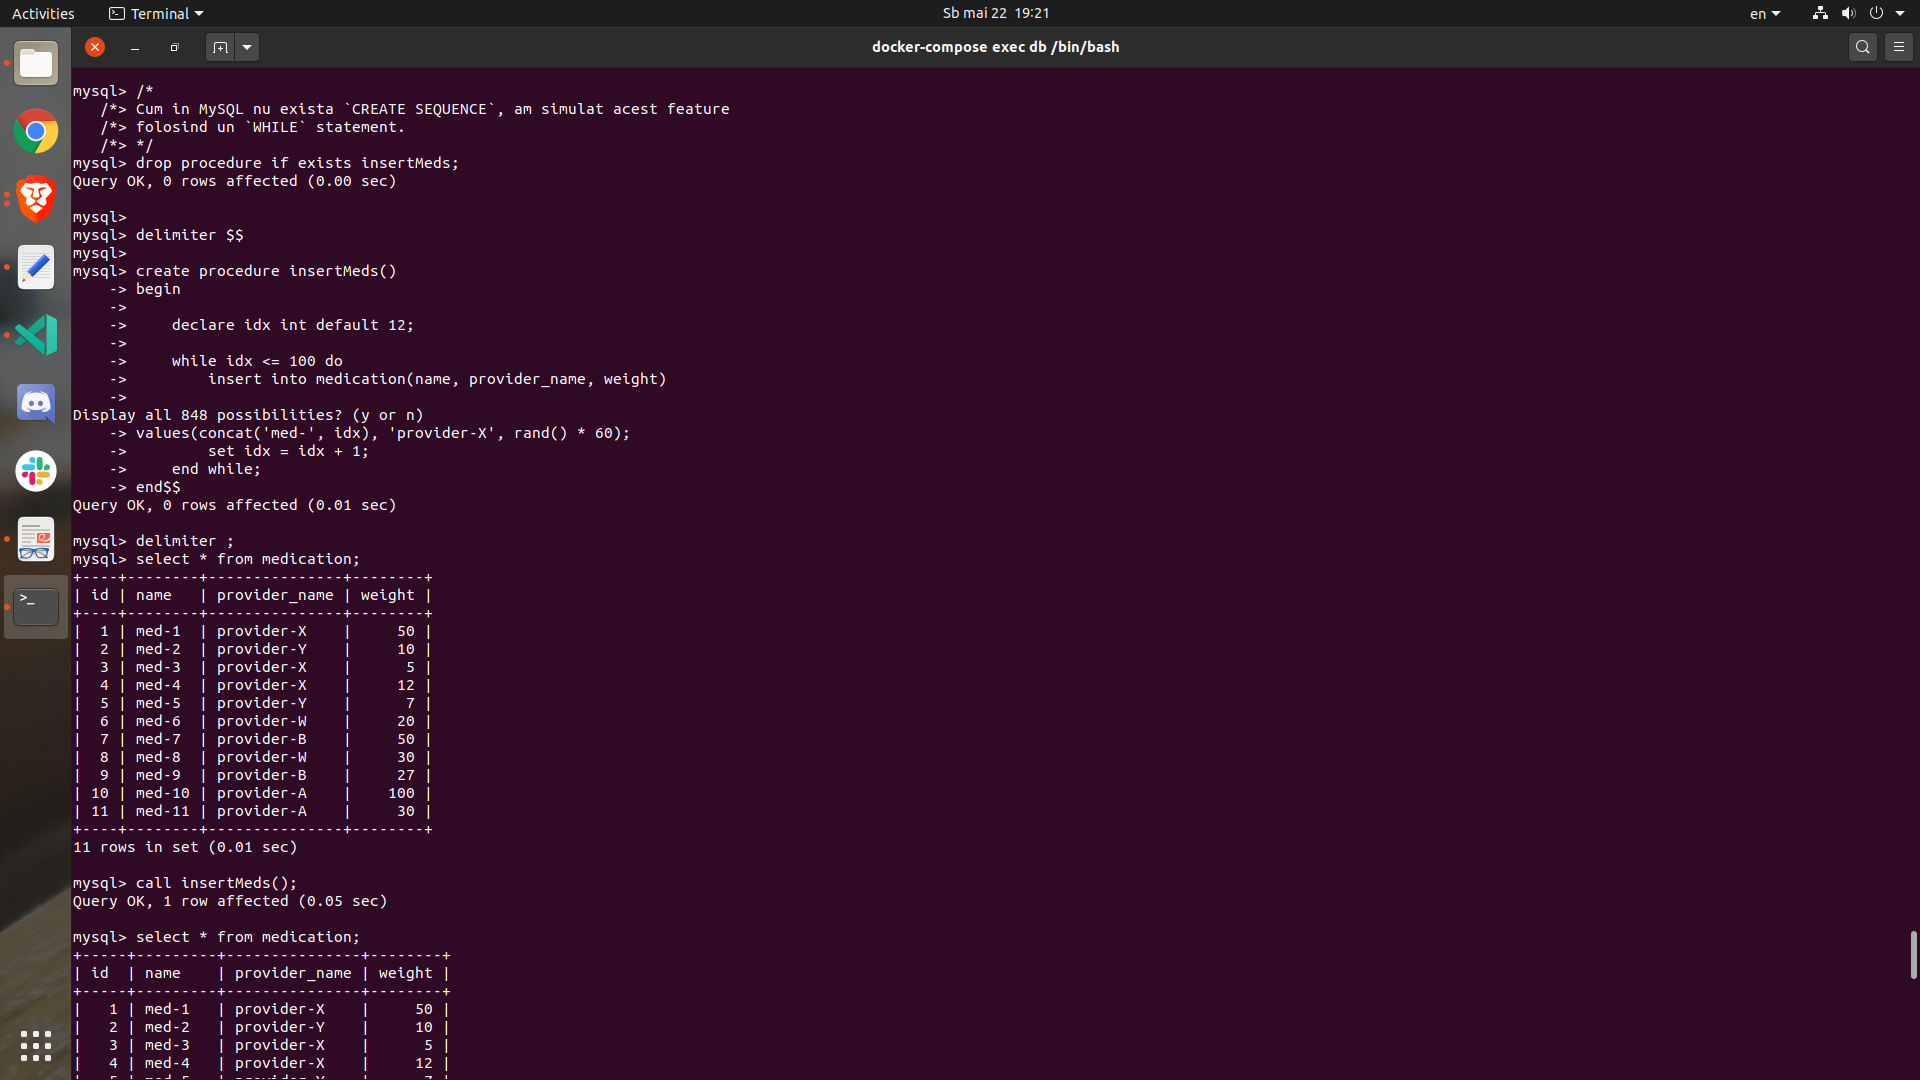 Activities
Terminal
Sb mai 22 19:21
en
docker-compose exec db /bin/bash
mysql> /*
   /*> Cum in MySQL nu exista `CREATE SEQUENCE`, am simulat acest feature
   /*> folosind un `WHILE` statement.
   /*> */
mysql> drop procedure if exists insertMeds;
Query OK, 0 rows affected (0.00 sec)
mysql>
mysql> delimiter $$
mysql>
mysql> create procedure insertMeds()
    -> begin
    ->
    ->     declare idx int default 12;
    ->
    ->     while idx <= 100 do
    ->         insert into medication(name, provider_name, weight)
    ->
Display all 848 possibilities? (y or n)
    -> values(concat('med-', idx), 'provider-X', rand() * 60);
    ->         set idx = idx + 1;
    ->     end while;
    -> end$$
Query OK, 0 rows affected (0.01 sec)
mysql> delimiter ;
mysql> select * from medication;
+----+--------+---------------+--------+
| id | name   | provider_name | weight |
+----+--------+---------------+--------+
|  1 | med-1  | provider-X    |     50 |
|  2 | med-2  | provider-Y    |     10 |
|  3 | med-3  | provider-X    |      5 |
|  4 | med-4  | provider-X    |     12 |
|  5 | med-5  | provider-Y    |      7 |
|  6 | med-6  | provider-W    |     20 |
|  7 | med-7  | provider-B    |     50 |
|  8 | med-8  | provider-W    |     30 |
|  9 | med-9  | provider-B    |     27 |
| 10 | med-10 | provider-A    |    100 |
| 11 | med-11 | provider-A    |     30 |
+----+--------+---------------+--------+
11 rows in set (0.01 sec)
mysql> call insertMeds();
Query OK, 1 row affected (0.05 sec)
mysql> select * from medication;
+-----+---------+---------------+--------+
| id  | name    | provider_name | weight |
+-----+---------+---------------+--------+
|   1 | med-1   | provider-X    |     50 |
|   2 | med-2   | provider-Y    |     10 |
|   3 | med-3   | provider-X    |      5 |
|   4 | med-4   | provider-X    |     12 |